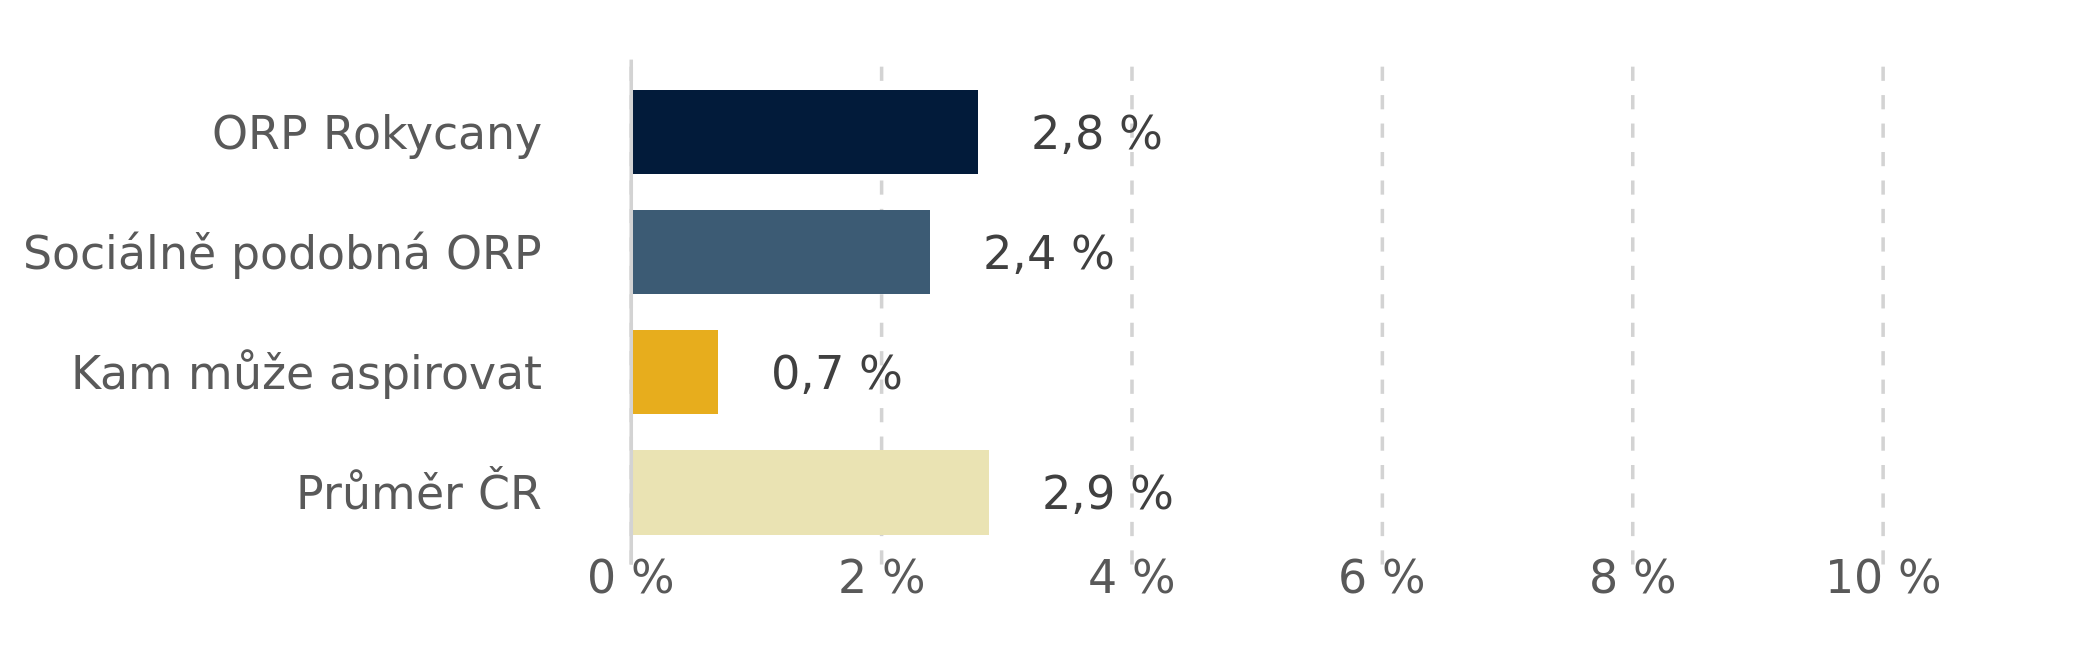 ORP Rokycany 2,8 %
Sociálně podobná ORP 2,4 %
Kam může aspirovat 0,7 %
Průměr ČR 2,9 %
0 % 2 % 4 % 6 % 8 % 10 %